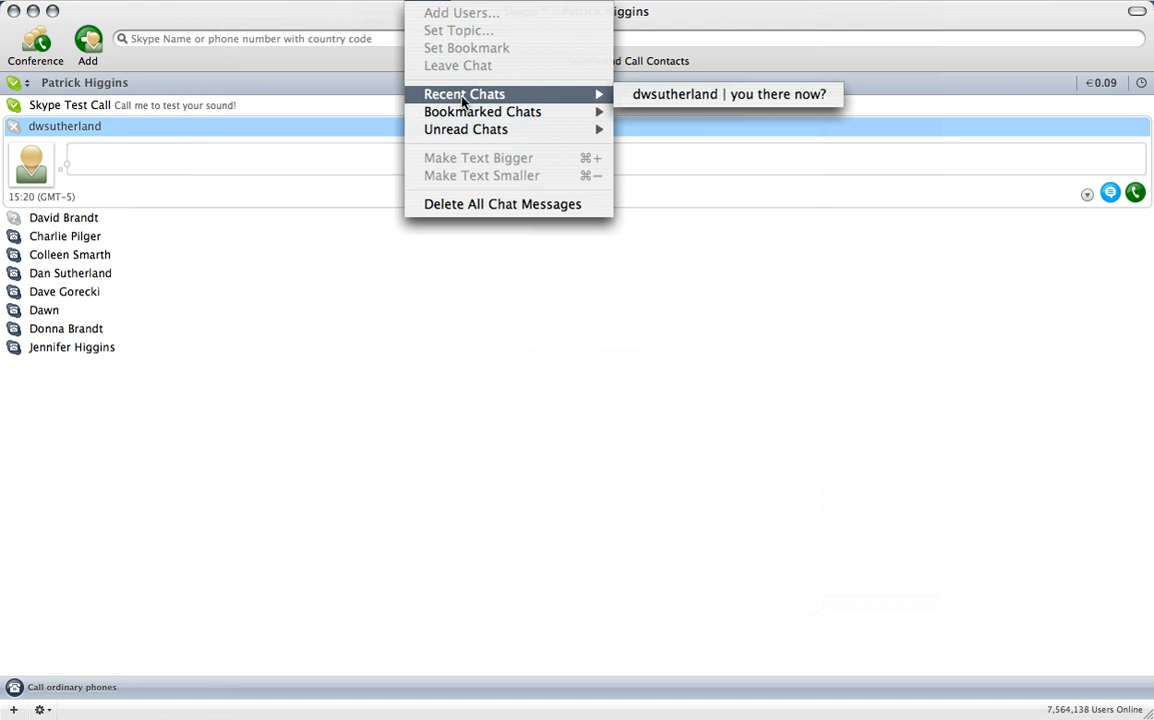 Higgins
Skype Name or phone number with country code
Conference
Add
Call Contacts
Add Users...
Set Topic...
Set Bookmark
Leave Chat
Recent Chats
dwsutherland | you there now?
Bookmarked Chats
Unread Chats
Make Text Bigger ⌘+
Make Text Smaller ⌘−
Delete All Chat Messages
Patrick Higgins
€0.09
Skype Test Call Call me to test your sound!
dwsutherland
15:20 (GMT-5)
David Brandt
Charlie Pilger
Colleen Smarth
Dan Sutherland
Dave Gorecki
Dawn
Donna Brandt
Jennifer Higgins
Call ordinary phones
7,564,138 Users Online